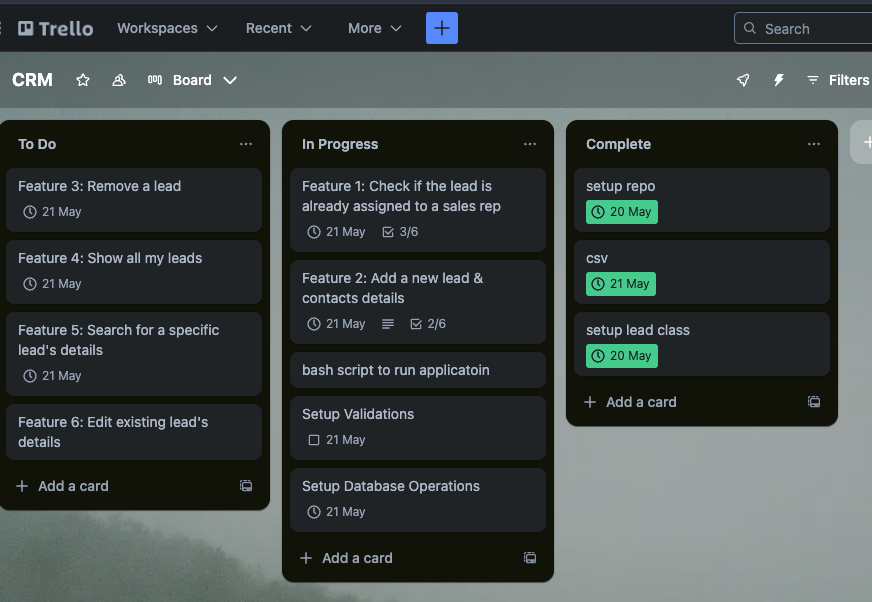 Trello
Workspaces
Recent
More
Search
CRM
Board
Filters
To Do
Feature 3: Remove a lead
21 May
Feature 4: Show all my leads
21 May
Feature 5: Search for a specific
lead's details
21 May
Feature 6: Edit existing lead's
details
Add a card
In Progress
Feature 1: Check if the lead is
already assigned to a sales rep
21 May 3/6
Feature 2: Add a new lead &
contacts details
21 May 2/6
bash script to run applicatoin
Setup Validations
21 May
Setup Database Operations
21 May
Add a card
Complete
setup repo
20 May
csv
21 May
setup lead class
20 May
Add a card